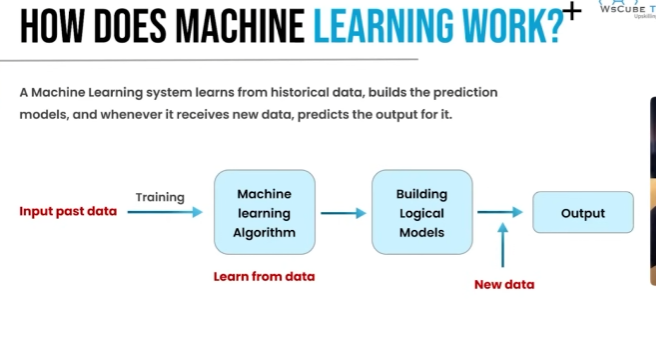 HOW DOES MACHINE LEARNING WORK?
WsCUBE T
Upskillin
A Machine Learning system learns from historical data, builds the prediction
models, and whenever it receives new data, predicts the output for it.
Input past data
Training
Machine
learning
Algorithm
Learn from data
Building
Logical
Models
New data
Output